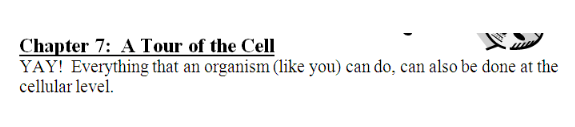 Chapter 7:  A Tour of the Cell
YAY!  Everything that an organism (like you) can do, can also be done at the
cellular level.